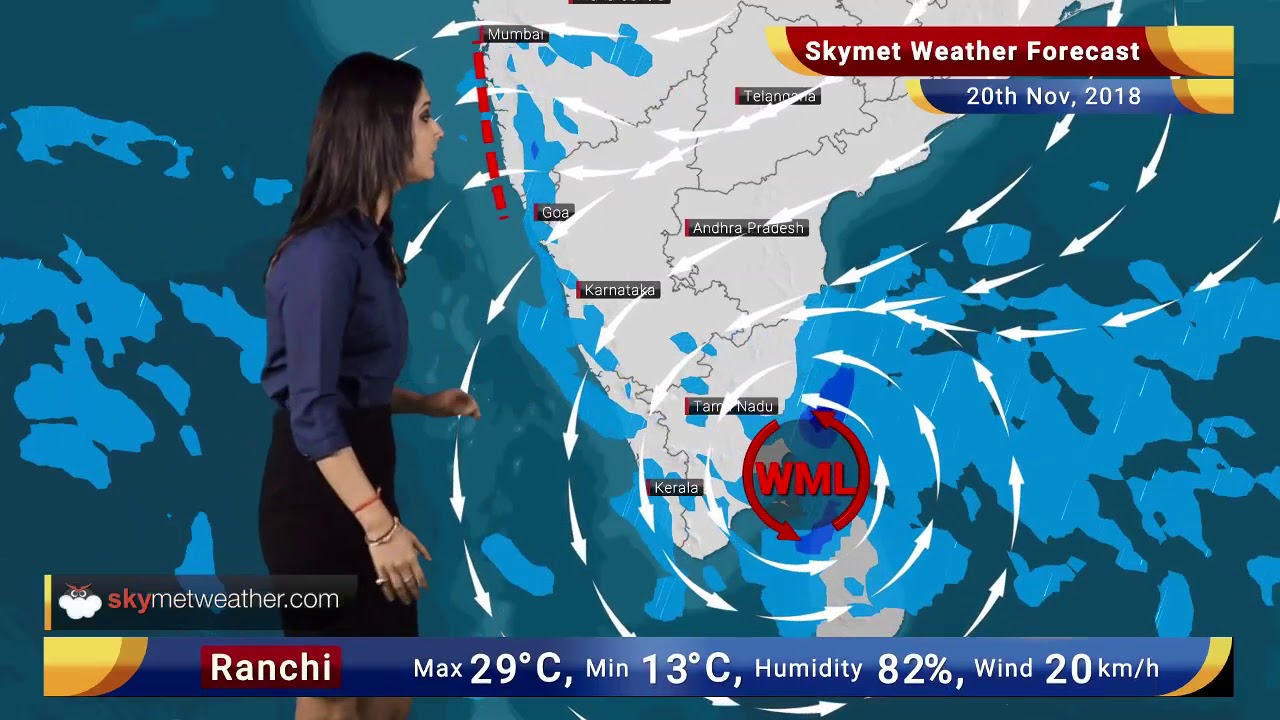 Mumbai
Skymet Weather Forecast
20th Nov, 2018
Telangana
Goa
Andhra Pradesh
Karnataka
Tamil Nadu
WML
Kerala
skymetweather.com
Ranchi Max 29°C, Min 13°C, Humidity 82%, Wind 20 km/h